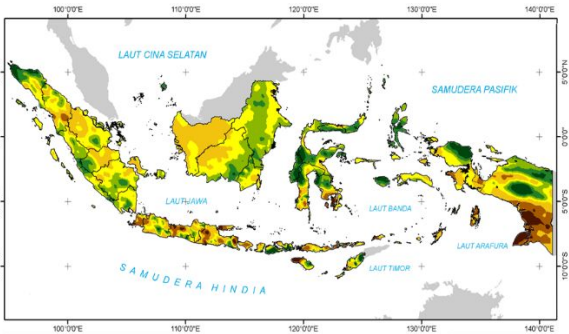 100°0'0"E 110°0'0"E 120°0'0"E 130°0'0"E 140°0'0"E
LAUT CINA SELATAN
5°0'0"N
SAMUDERA PASIFIK
0°0'0"
LAUT JAWA
5°0'0"S
LAUT BANDA
LAUT ARAFURA
LAUT TIMOR
10°0'0"S
SAMUDERA HINDIA
100°0'0"E 110°0'0"E 120°0'0"E 130°0'0"E 140°0'0"E